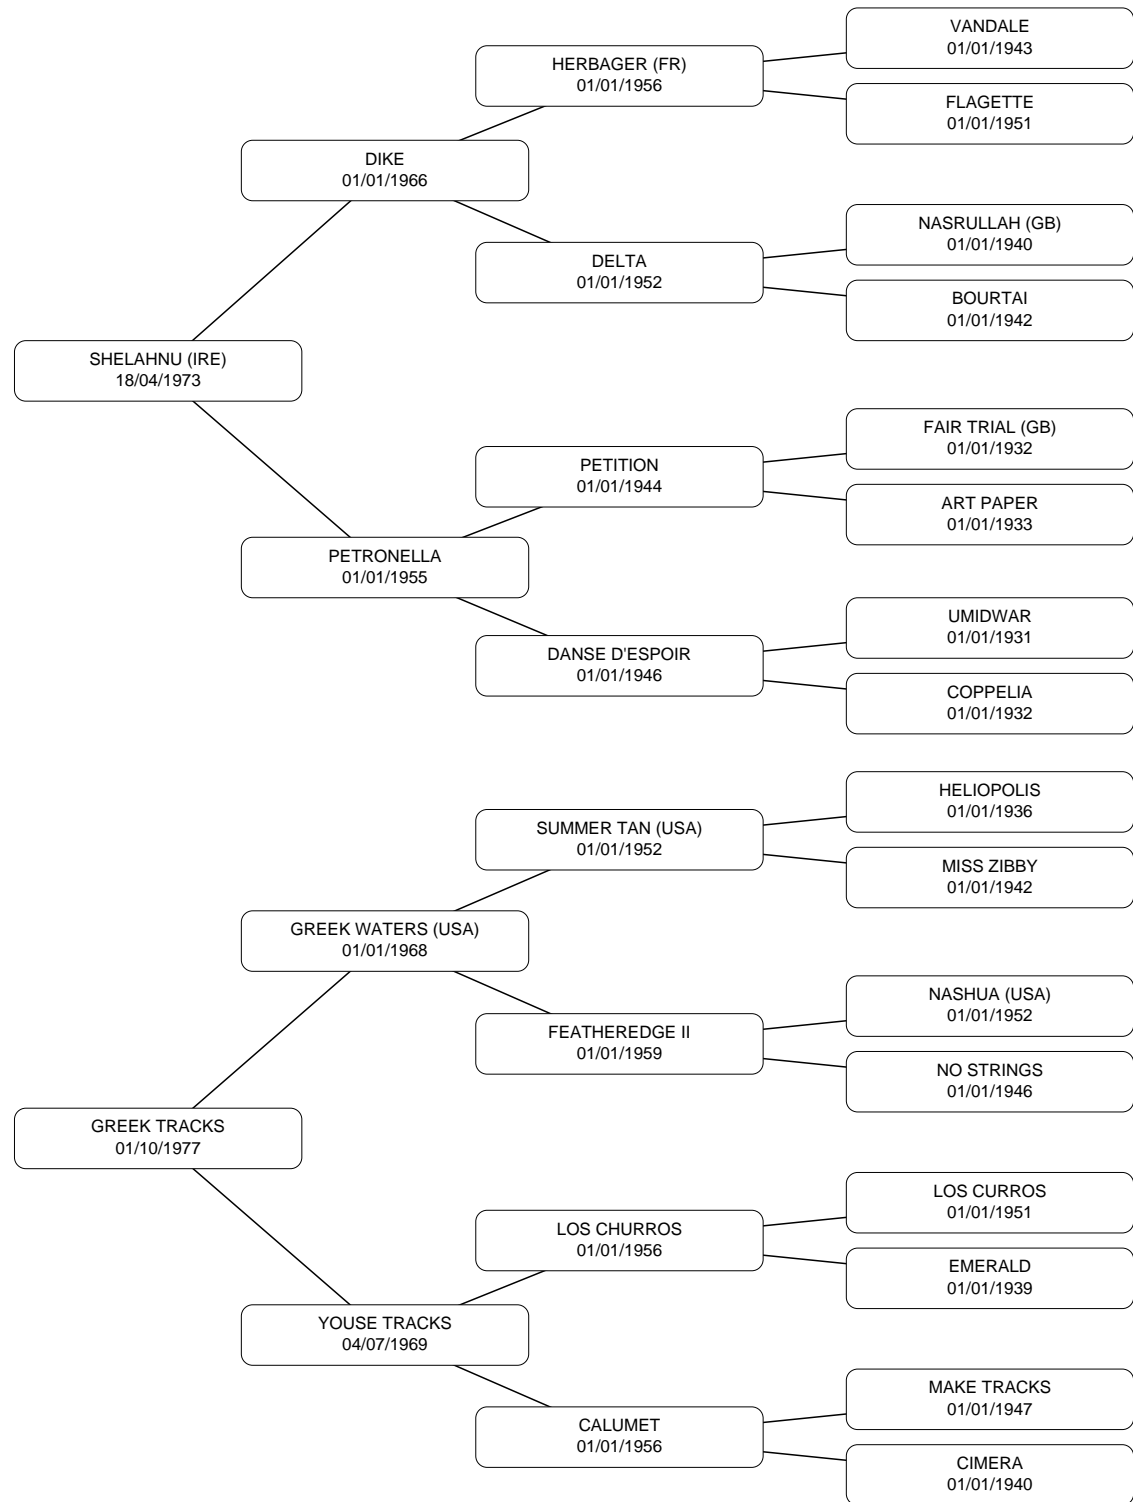 VANDALE
01/01/1943
HERBAGER (FR)
01/01/1956
FLAGETTE
01/01/1951
DIKE
01/01/1966
NASRULLAH (GB)
01/01/1940
DELTA
01/01/1952
BOURTAI
01/01/1942
SHELAHNU (IRE)
18/04/1973
FAIR TRIAL (GB)
01/01/1932
PETITION
01/01/1944
ART PAPER
01/01/1933
PETRONELLA
01/01/1955
UMIDWAR
01/01/1931
DANSE D'ESPOIR
01/01/1946
COPPELIA
01/01/1932
HELIOPOLIS
01/01/1936
SUMMER TAN (USA)
01/01/1952
MISS ZIBBY
01/01/1942
GREEK WATERS (USA)
01/01/1968
NASHUA (USA)
01/01/1952
FEATHEREDGE II
01/01/1959
NO STRINGS
01/01/1946
GREEK TRACKS
01/10/1977
LOS CURROS
01/01/1951
LOS CHURROS
01/01/1956
EMERALD
01/01/1939
YOUSE TRACKS
04/07/1969
MAKE TRACKS
01/01/1947
CALUMET
01/01/1956
CIMERA
01/01/1940